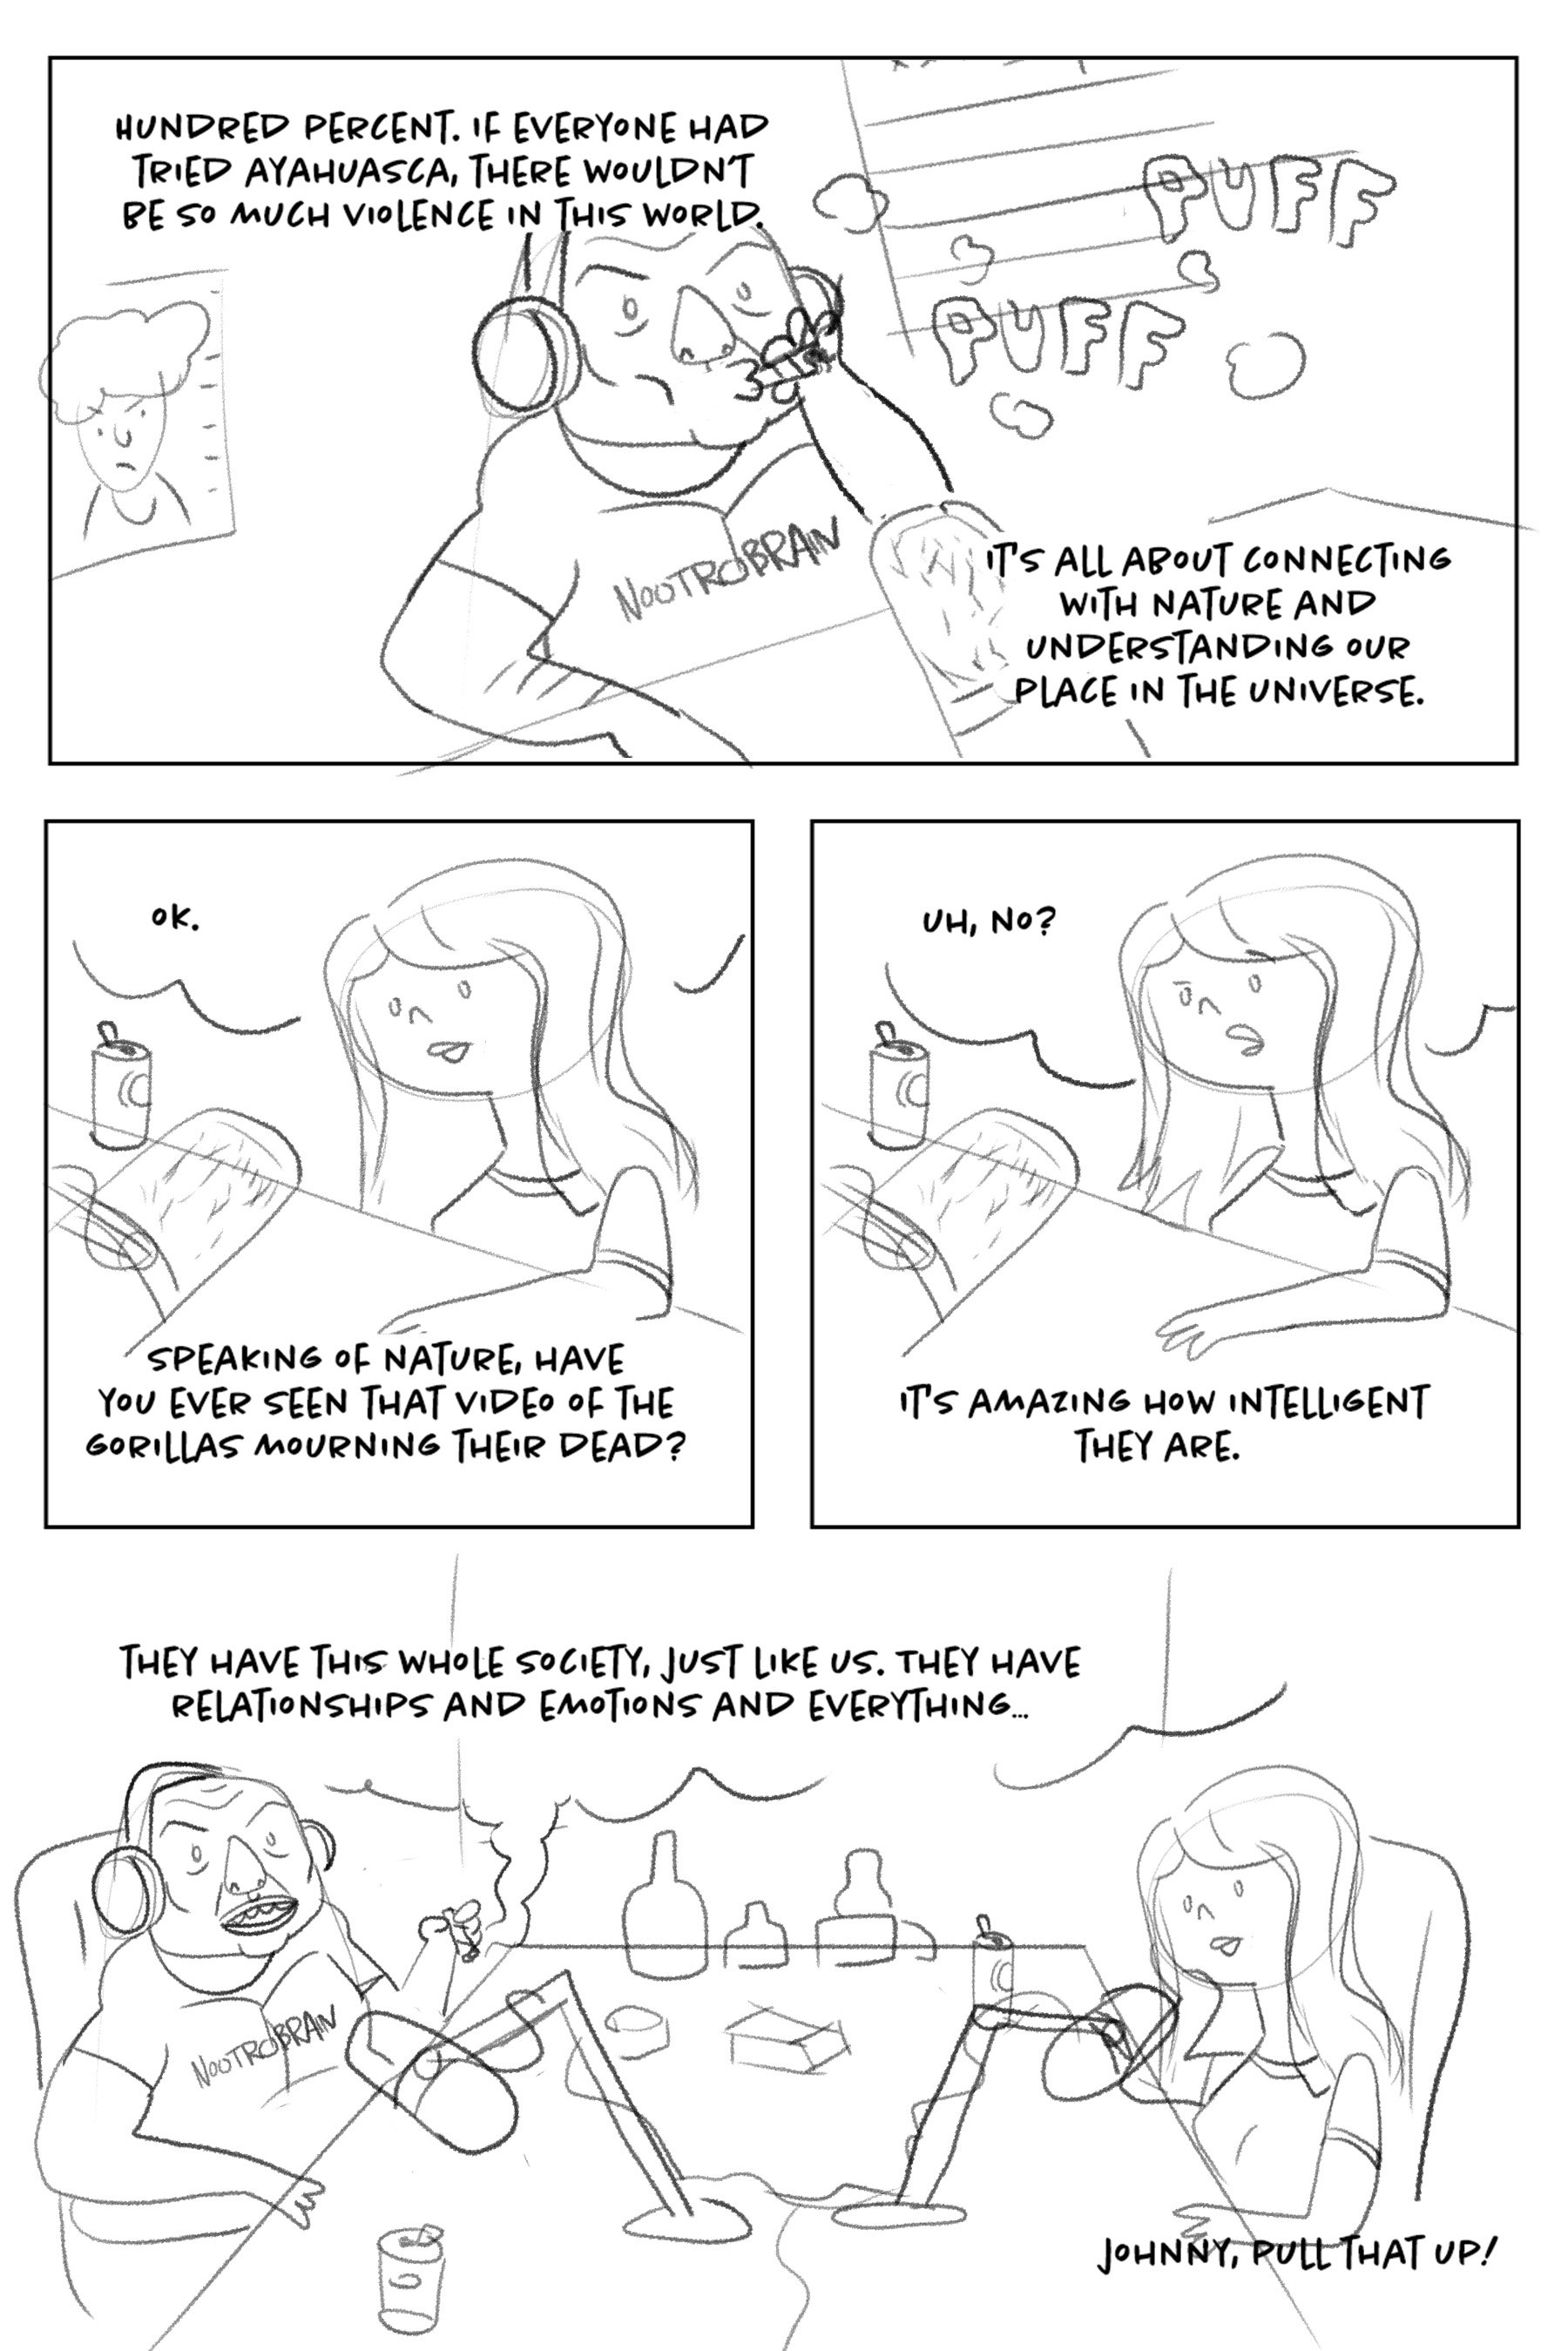 HUNDRED PERCENT. IF EVERYONE HAD
TRIED AYAHUASCA, THERE WOULDN'T
BE SO MUCH VIOLENCE IN THIS WORLD.
PUFF
PUFF
NOOTROBRAIN
IT'S ALL ABOUT CONNECTING
WITH NATURE AND
UNDERSTANDING OUR
PLACE IN THE UNIVERSE.
OK.
SPEAKING OF NATURE, HAVE
YOU EVER SEEN THAT VIDEO OF THE
GORILLAS MOURNING THEIR DEAD?
UH, NO?
IT'S AMAZING HOW INTELLIGENT
THEY ARE.
THEY HAVE THIS WHOLE SOCIETY, JUST LIKE US. THEY HAVE
RELATIONSHIPS AND EMOTIONS AND EVERYTHING...
NOOTROBRAIN
JOHNNY, PULL THAT UP!